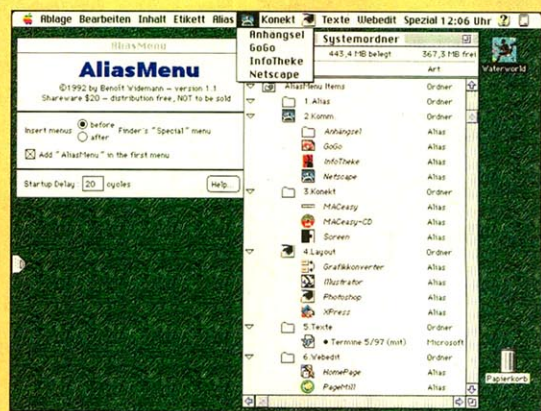 Ablage Bearbeiten Inhalt Etikett Alias Konekt Texte Webedit Spezial 12:06 Uhr
Anhängsel
GoGo
InfoTheke
Netscape
AliasMenu
AliasMenu
©1992 by Benoît Widemann – version 1.1
Shareware $20 – distribution free, NOT to be sold
Insert menus before after Finder's "Special" menu
Add "AliasMenu" in the first menu
Startup Delay: 20 cycles Help...
Systemordner
443,4 MB belegt 367,3 MB frei
Art
AliasMenu Items Ordner
1.Alias Ordner
2.Komm. Ordner
Anhängsel Alias
GoGo Alias
InfoTheke Alias
Netscape Alias
3.Konekt Ordner
MACeasy Alias
MACeasy-CD Alias
Screen Alias
4.Layout Ordner
Grafikkonverter Alias
Illustrator Alias
Photoshop Alias
XPress Alias
5.Texte Ordner
• Termine 5/97 (mit) Microsoft
6.Webedit Ordner
HomePage Alias
PageMill Alias
Waterworld
Papierkorb